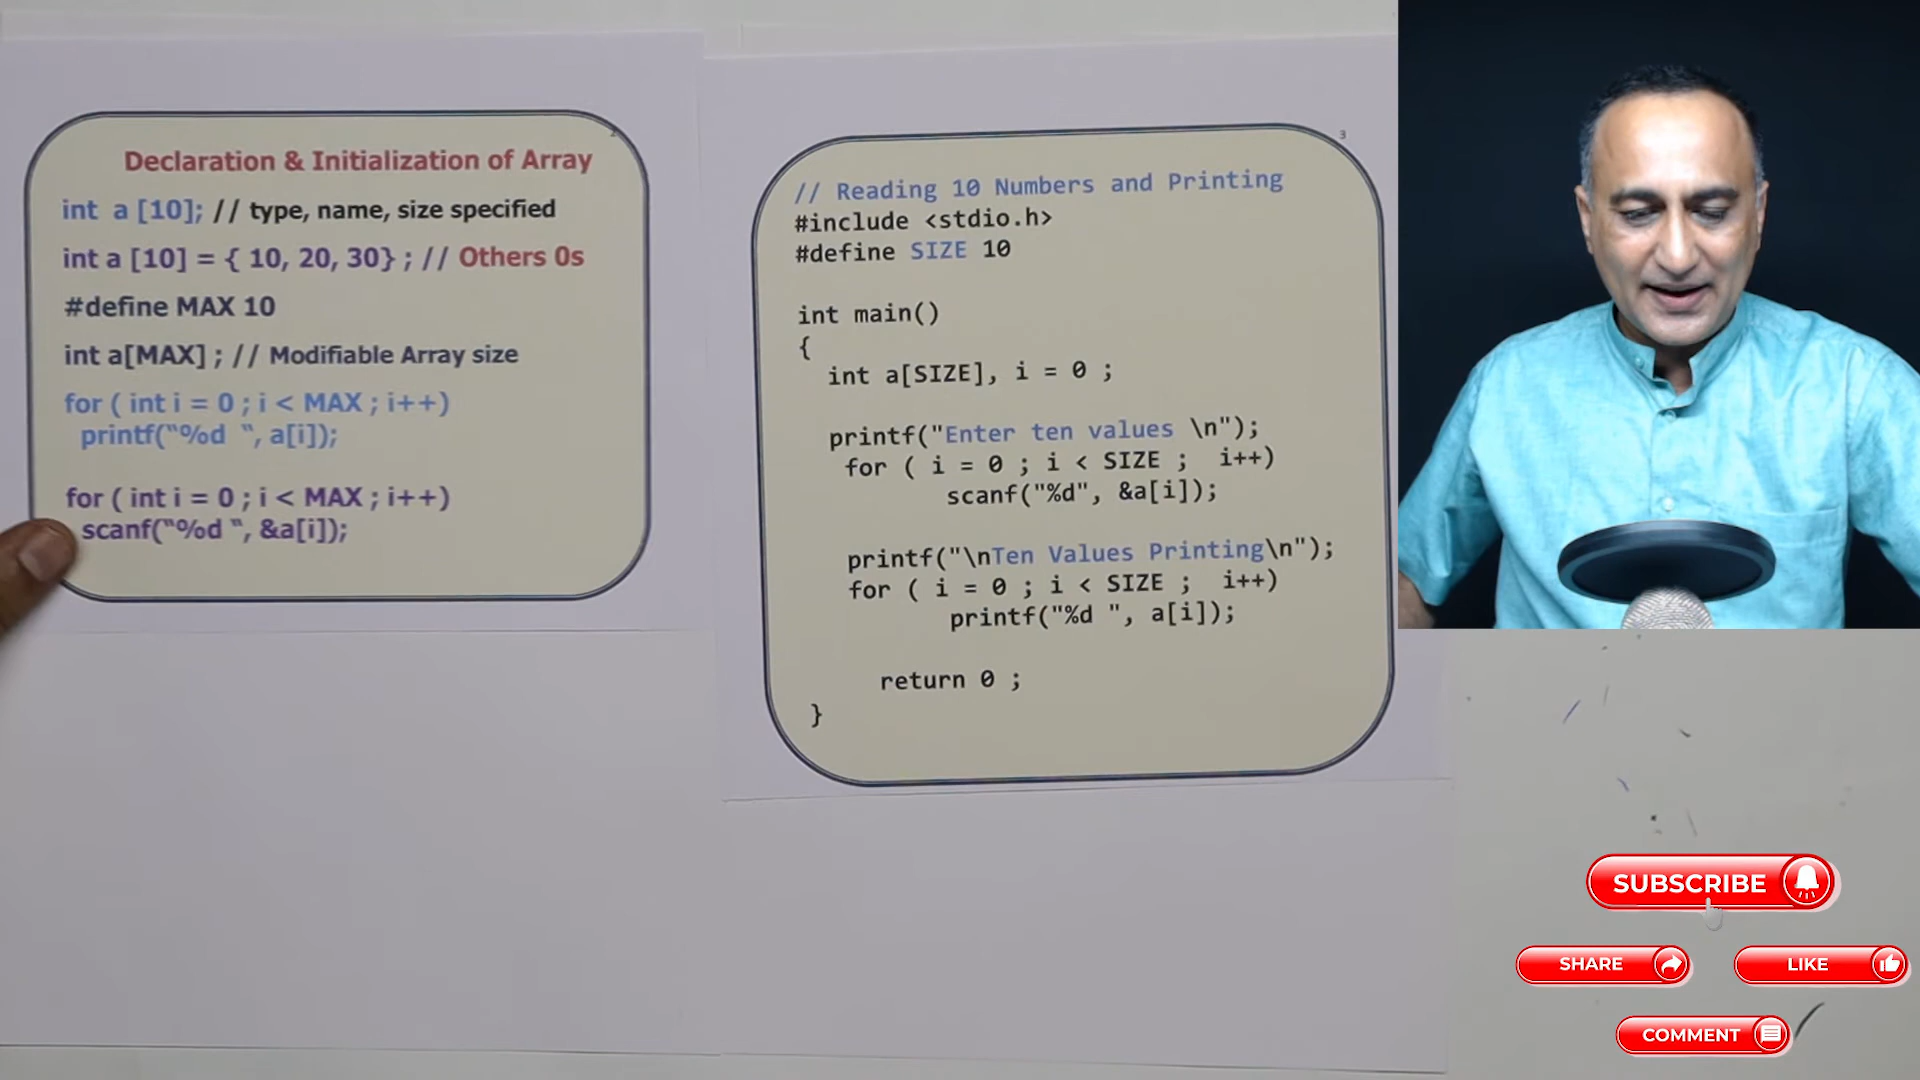 2
Declaration & Initialization of Array
int a [10]; // type, name, size specified
int a [10] = { 10, 20, 30} ; // Others 0s
#define MAX 10
int a[MAX] ; // Modifiable Array size
for ( int i = 0 ; i < MAX ; i++)
printf("%d ", a[i]);
for ( int i = 0 ; i < MAX ; i++)
scanf("%d ", &a[i]);
3
// Reading 10 Numbers and Printing
#include <stdio.h>
#define SIZE 10
int main()
{
int a[SIZE], i = 0 ;
printf("Enter ten values \n");
for ( i = 0 ; i < SIZE ; i++)
scanf("%d", &a[i]);
printf("\nTen Values Printing\n");
for ( i = 0 ; i < SIZE ; i++)
printf("%d ", a[i]);
return 0 ;
}
SUBSCRIBE
SHARE
LIKE
COMMENT